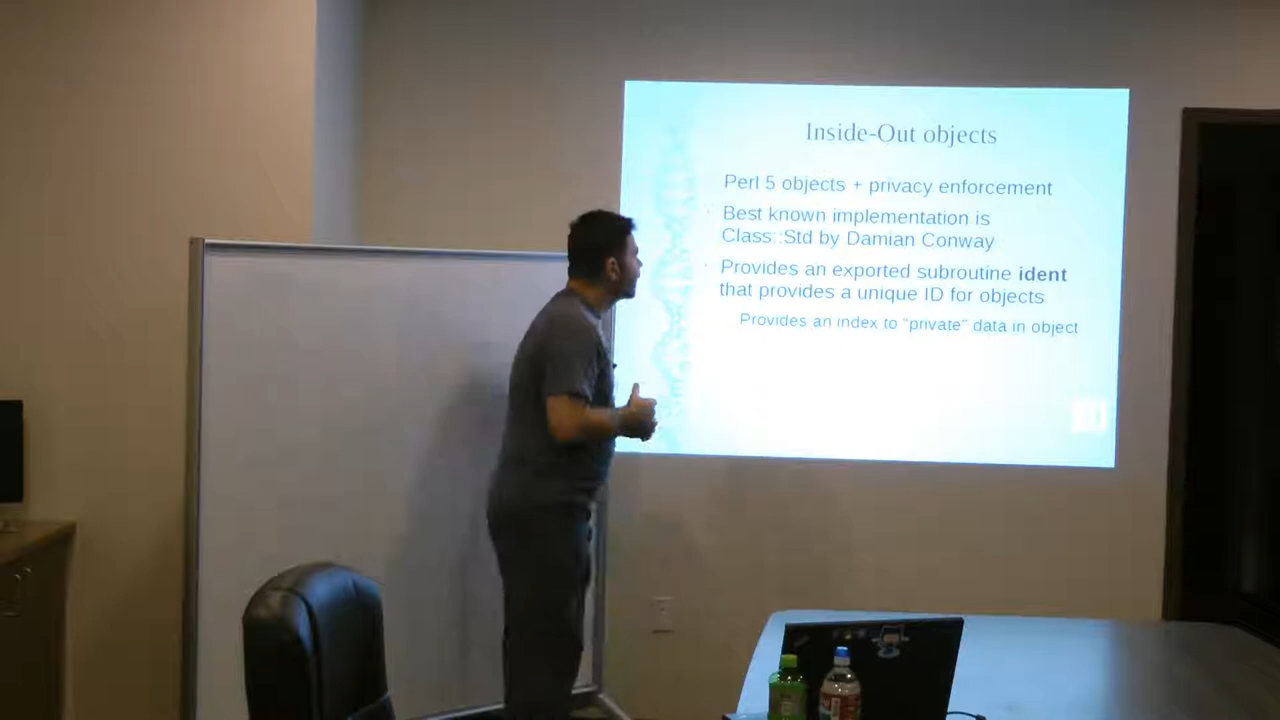 Inside-Out objects
Perl 5 objects + privacy enforcement
Best known implementation is
Class::Std by Damian Conway
Provides an exported subroutine ident
that provides a unique ID for objects
Provides an index to “private” data in object